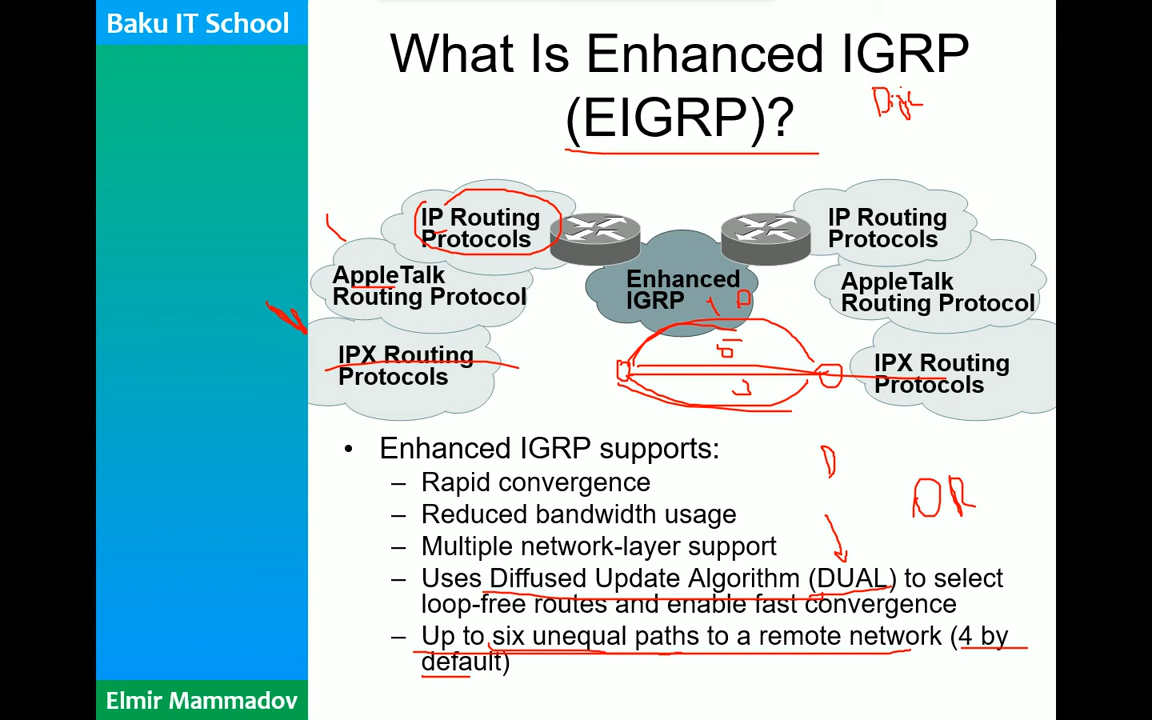 Baku IT School
What Is Enhanced IGRP
(EIGRP)?
IP Routing
Protocols
AppleTalk
Routing Protocol
IPX Routing
Protocols
Enhanced
IGRP
IP Routing
Protocols
AppleTalk
Routing Protocol
IPX Routing
Protocols
• Enhanced IGRP supports:
– Rapid convergence
– Reduced bandwidth usage
– Multiple network-layer support
– Uses Diffused Update Algorithm (DUAL) to select
loop-free routes and enable fast convergence
– Up to six unequal paths to a remote network (4 by
default)
Elmir Mammadov